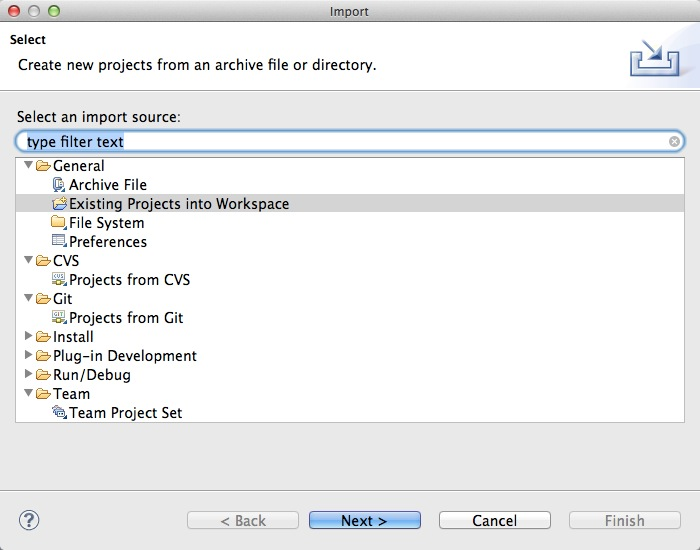 Import
Select
Create new projects from an archive file or directory.
Select an import source:
type filter text
General
Archive File
Existing Projects into Workspace
File System
Preferences
CVS
CVS
Projects from CVS
Git
GIT
Projects from Git
Install
Plug-in Development
Run/Debug
Team
Team Project Set
?
< Back
Next >
Cancel
Finish